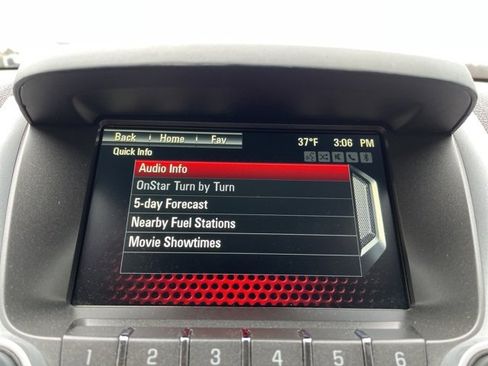 Back Home Fav 37°F 3:06 PM
Quick Info
Audio Info
OnStar Turn by Turn
5-day Forecast
Nearby Fuel Stations
Movie Showtimes
1 2 3 4 5 6